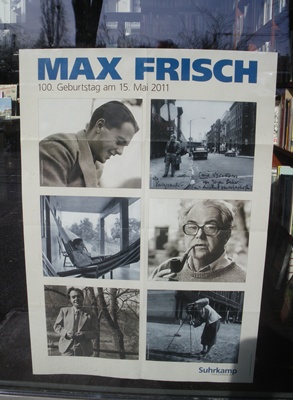 MAX FRISCH
100. Geburtstag am 15. Mai 2011
Suhrkamp